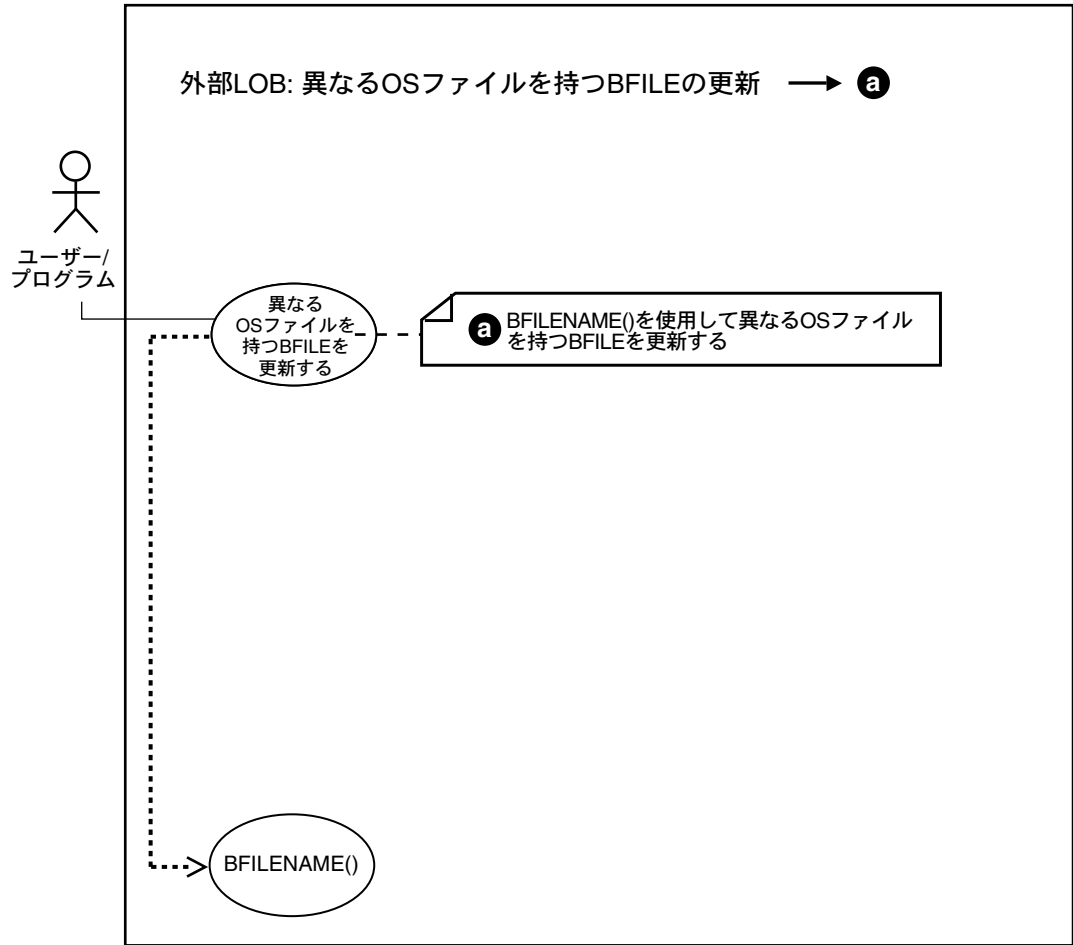 外部LOB: 異なるOSファイルを持つBFILEの更新 → a
ユーザー/
プログラム
異なる
OSファイルを
持つBFILEを
更新する
a BFILENAME()を使用して異なるOSファイル
を持つBFILEを更新する
BFILENAME()